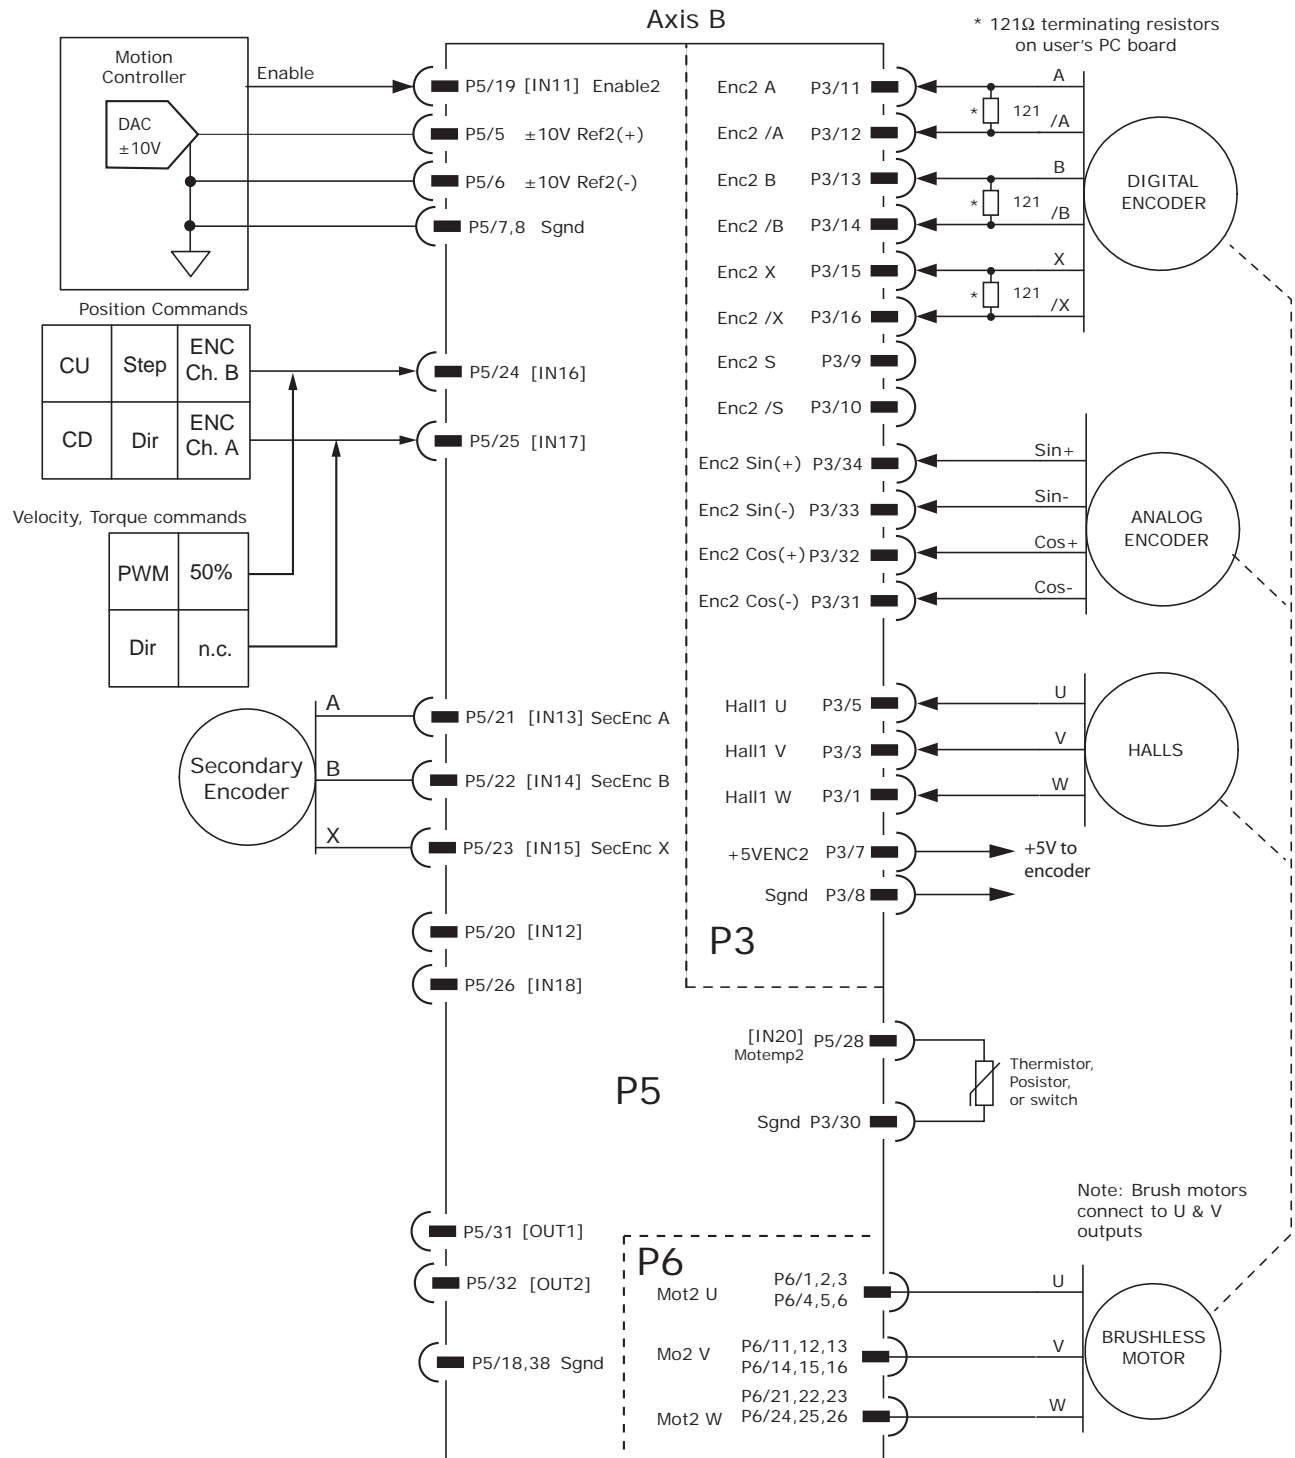 Axis B
* 121Ω terminating resistors
on user's PC board
Motion
Controller
Enable
DAC
±10V
P5/19 [IN11] Enable2
P5/5 ±10V Ref2(+)
P5/6 ±10V Ref2(-)
P5/7,8 Sgnd
Position Commands
CU Step ENC Ch. B
CD Dir ENC Ch. A
P5/24 [IN16]
P5/25 [IN17]
Velocity, Torque commands
PWM 50%
Dir n.c.
Secondary
Encoder
A
B
X
P5/21 [IN13] SecEnc A
P5/22 [IN14] SecEnc B
P5/23 [IN15] SecEnc X
P5/20 [IN12]
P5/26 [IN18]
P5
P5/31 [OUT1]
P5/32 [OUT2]
P5/18,38 Sgnd
Enc2 A P3/11
Enc2 /A P3/12
Enc2 B P3/13
Enc2 /B P3/14
Enc2 X P3/15
Enc2 /X P3/16
Enc2 S P3/9
Enc2 /S P3/10
Enc2 Sin(+) P3/34
Enc2 Sin(-) P3/33
Enc2 Cos(+) P3/32
Enc2 Cos(-) P3/31
Hall1 U P3/5
Hall1 V P3/3
Hall1 W P3/1
+5VENC2 P3/7
Sgnd P3/8
P3
A
* 121
/A
B
* 121
/B
X
* 121
/X
DIGITAL
ENCODER
Sin+
Sin-
Cos+
Cos-
ANALOG
ENCODER
U
V
W
HALLS
+5V to
encoder
[IN20] P5/28
Motemp2
Sgnd P3/30
Thermistor,
Posistor,
or switch
Note: Brush motors
connect to U & V
outputs
P6
Mot2 U
P6/1,2,3
P6/4,5,6
Mo2 V
P6/11,12,13
P6/14,15,16
Mot2 W
P6/21,22,23
P6/24,25,26
U
V
W
BRUSHLESS
MOTOR